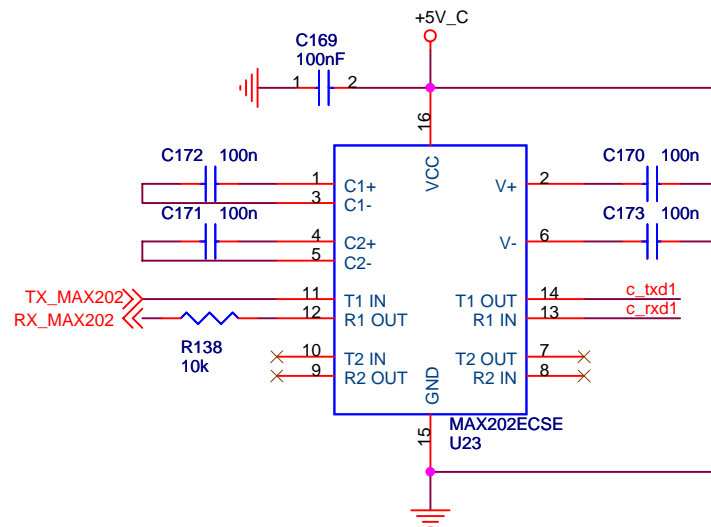 +5V_C
C169
100nF
1 2
16
C172 100n
C170 100n
VCC
1 C1+ V+ 2
3 C1-
C171 100n
C173 100n
4 C2+ V- 6
5 C2-
TX_MAX202 11 T1 IN T1 OUT 14 c_txd1
RX_MAX202 12 R1 OUT R1 IN 13 c_rxd1
R138
10k
10 T2 IN T2 OUT 7
9 R2 OUT R2 IN 8
GND
15
MAX202ECSE
U23